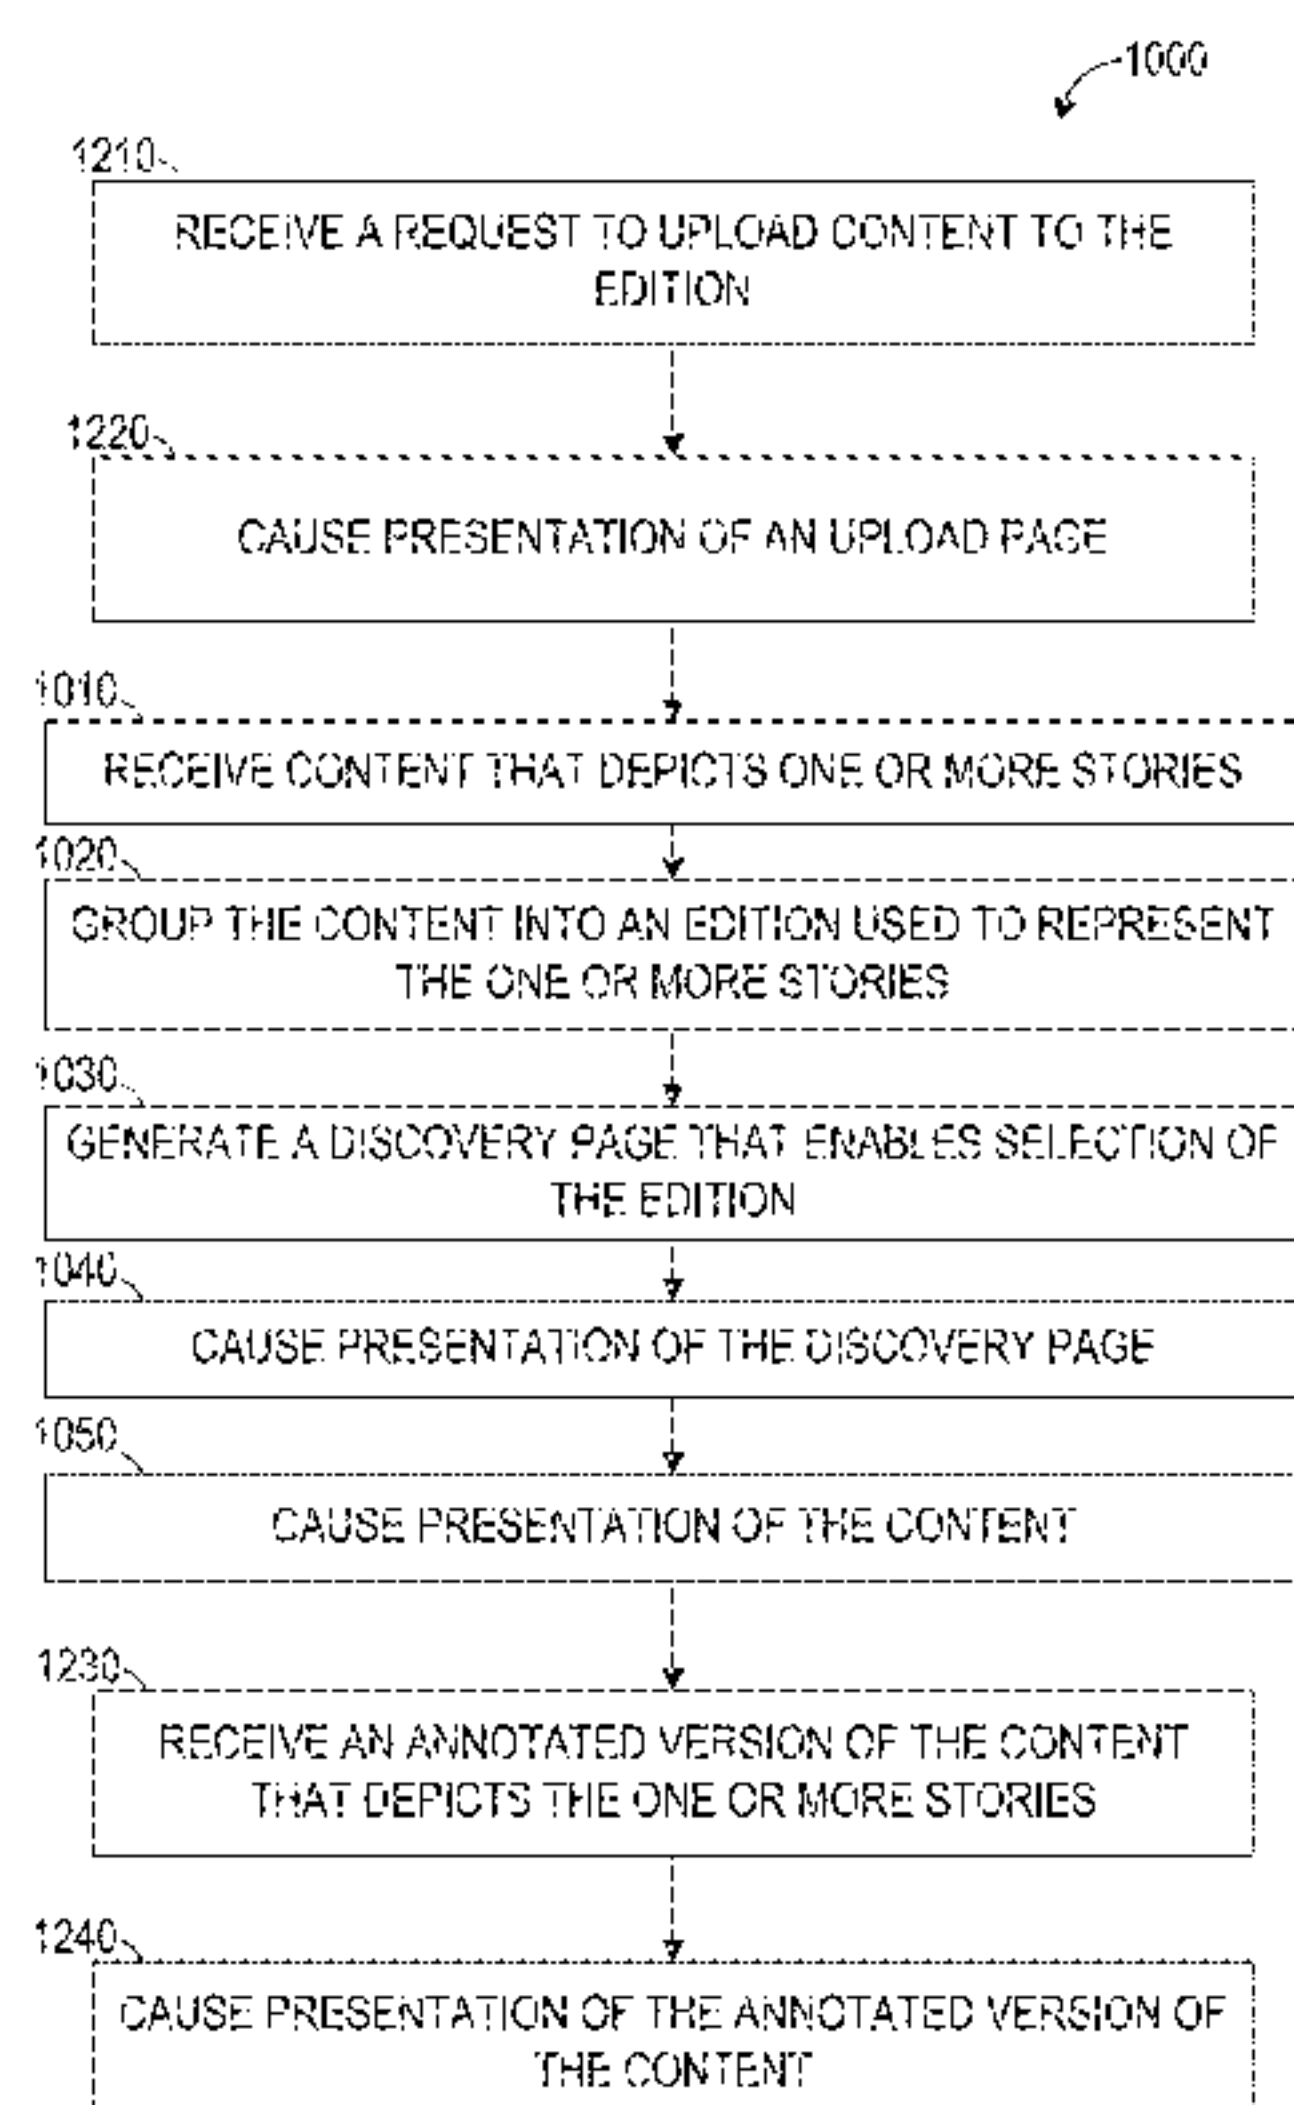 1000
1210
RECEIVE A REQUEST TO UPLOAD CONTENT TO THE
EDITION
1220
CAUSE PRESENTATION OF AN UPLOAD PAGE
1010
RECEIVE CONTENT THAT DEPICTS ONE OR MORE STORIES
1020
GROUP THE CONTENT INTO AN EDITION USED TO REPRESENT
THE ONE OR MORE STORIES
1030
GENERATE A DISCOVERY PAGE THAT ENABLES SELECTION OF
THE EDITION
1040
CAUSE PRESENTATION OF THE DISCOVERY PAGE
1050
CAUSE PRESENTATION OF THE CONTENT
1230
RECEIVE AN ANNOTATED VERSION OF THE CONTENT
THAT DEPICTS THE ONE OR MORE STORIES
1240
CAUSE PRESENTATION OF THE ANNOTATED VERSION OF
THE CONTENT